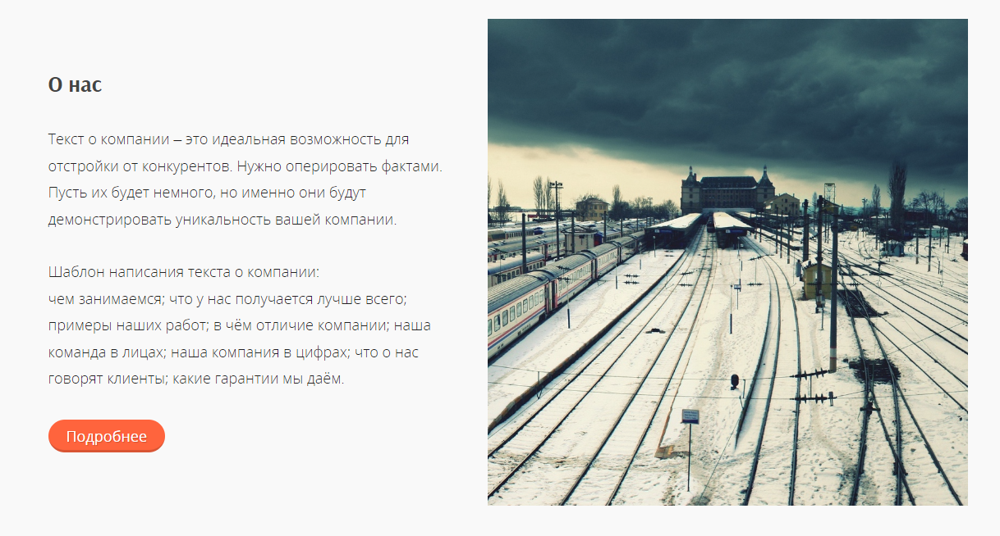 О нас
Текст о компании – это идеальная возможность для
отстройки от конкурентов. Нужно оперировать фактами.
Пусть их будет немного, но именно они будут
демонстрировать уникальность вашей компании.
Шаблон написания текста о компании:
чем занимаемся; что у нас получается лучше всего;
примеры наших работ; в чём отличие компании; наша
команда в лицах; наша компания в цифрах; что о нас
говорят клиенты; какие гарантии мы даём.
Подробнее